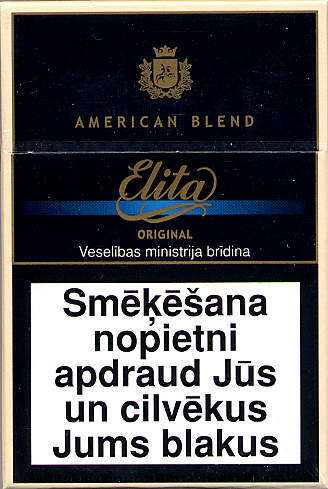 AMERICAN BLEND
Elita
ORIGINAL
Veselības ministrija brīdina
Smēķēšana
nopietni
apdraud Jūs
un cilvēkus
Jums blakus